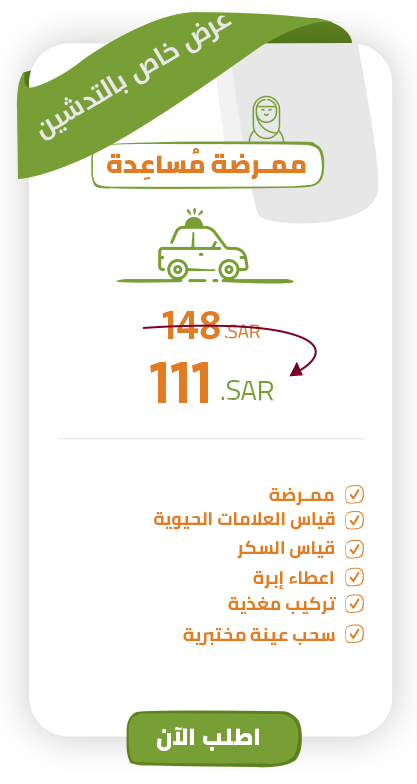 عرض خاص بالتدشين
ممـرضة مُساعِدة
148 .SAR
111 .SAR
ممـرضة
قياس العلامات الحيوية
قياس السكر
اعطاء إبرة
تركيب مغذية
سحب عينة مختبرية
اطلب الآن